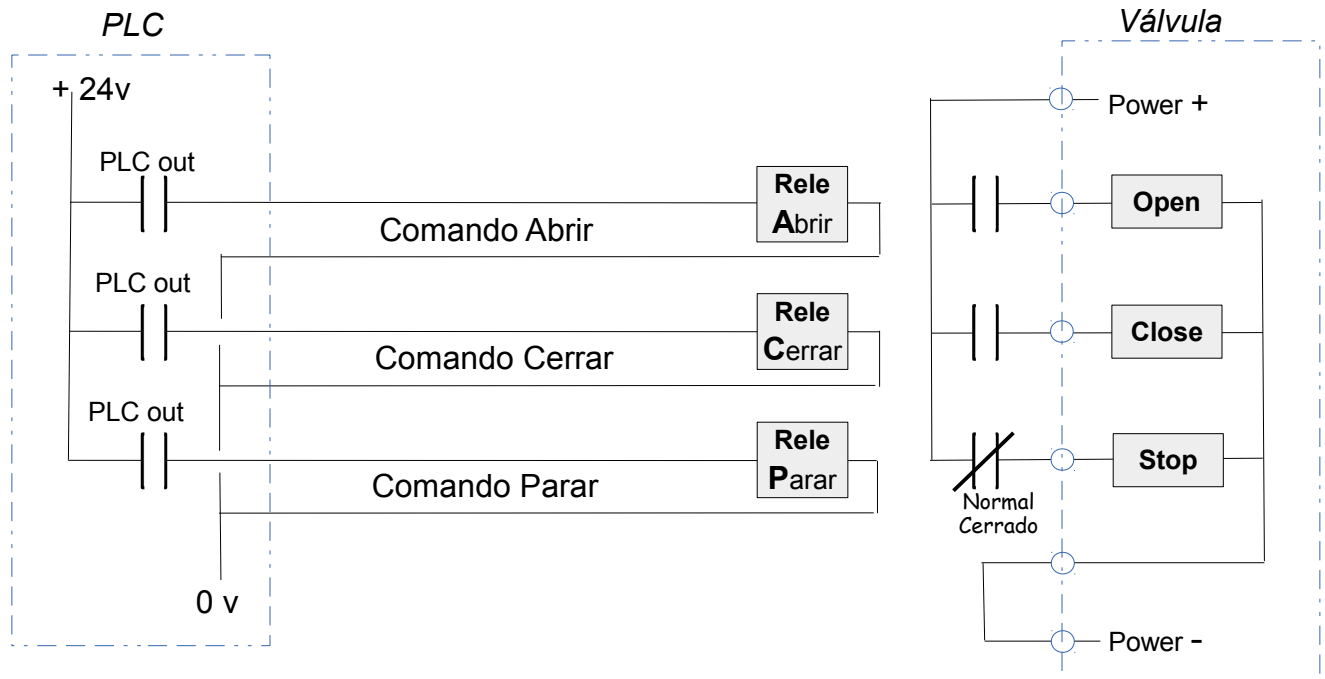 PLC
Válvula
+ 24v
Power +
PLC out
Rele
Abrir
Open
Comando Abrir
PLC out
Rele
Cerrar
Close
Comando Cerrar
PLC out
Rele
Parar
Stop
Comando Parar
Normal
Cerrado
0 v
Power -